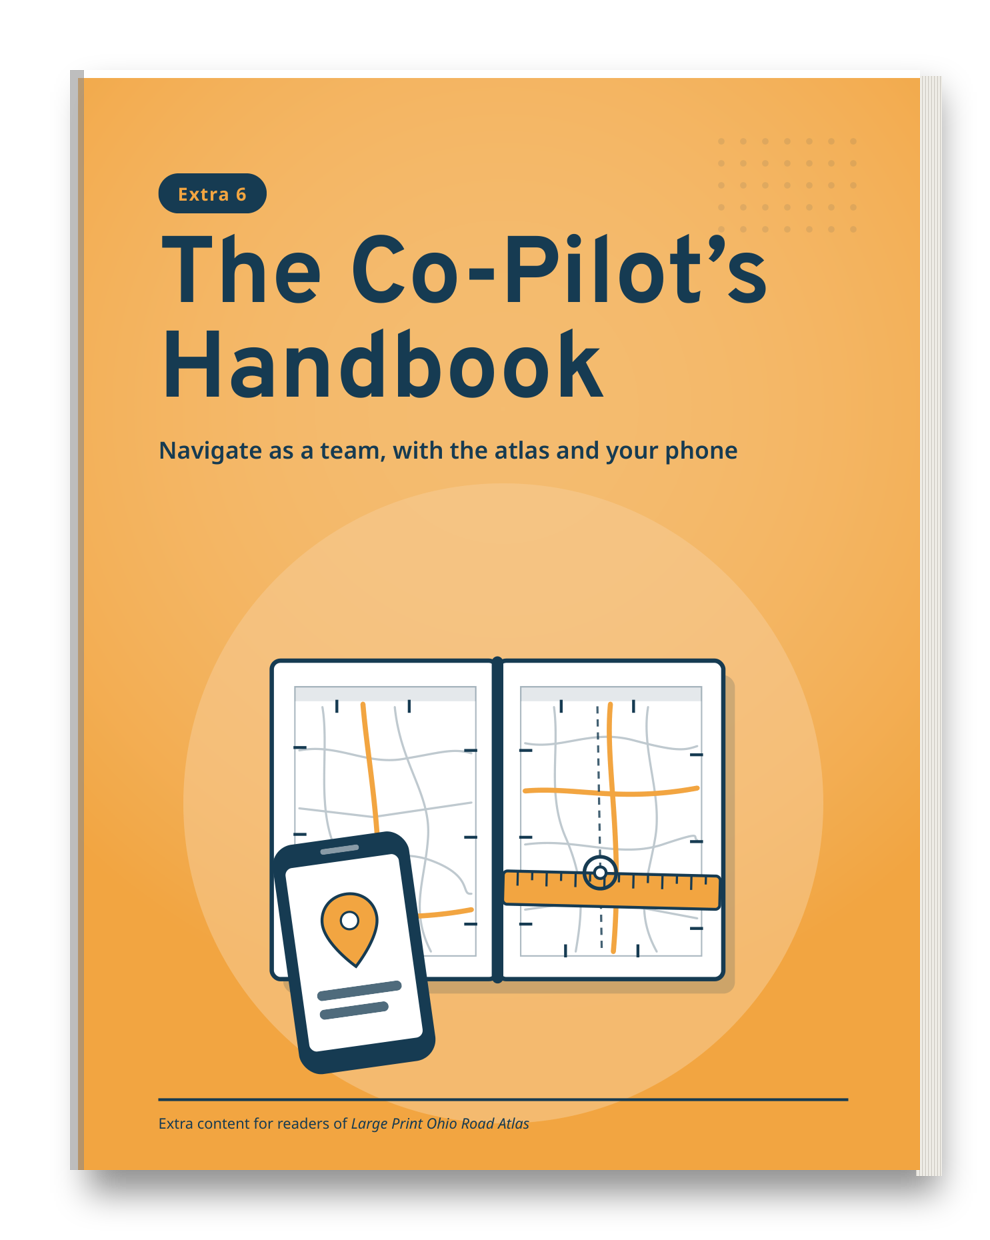 Extra 6
The Co-Pilot’s
Handbook
Navigate as a team, with the atlas and your phone
Extra content for readers of Large Print Ohio Road Atlas